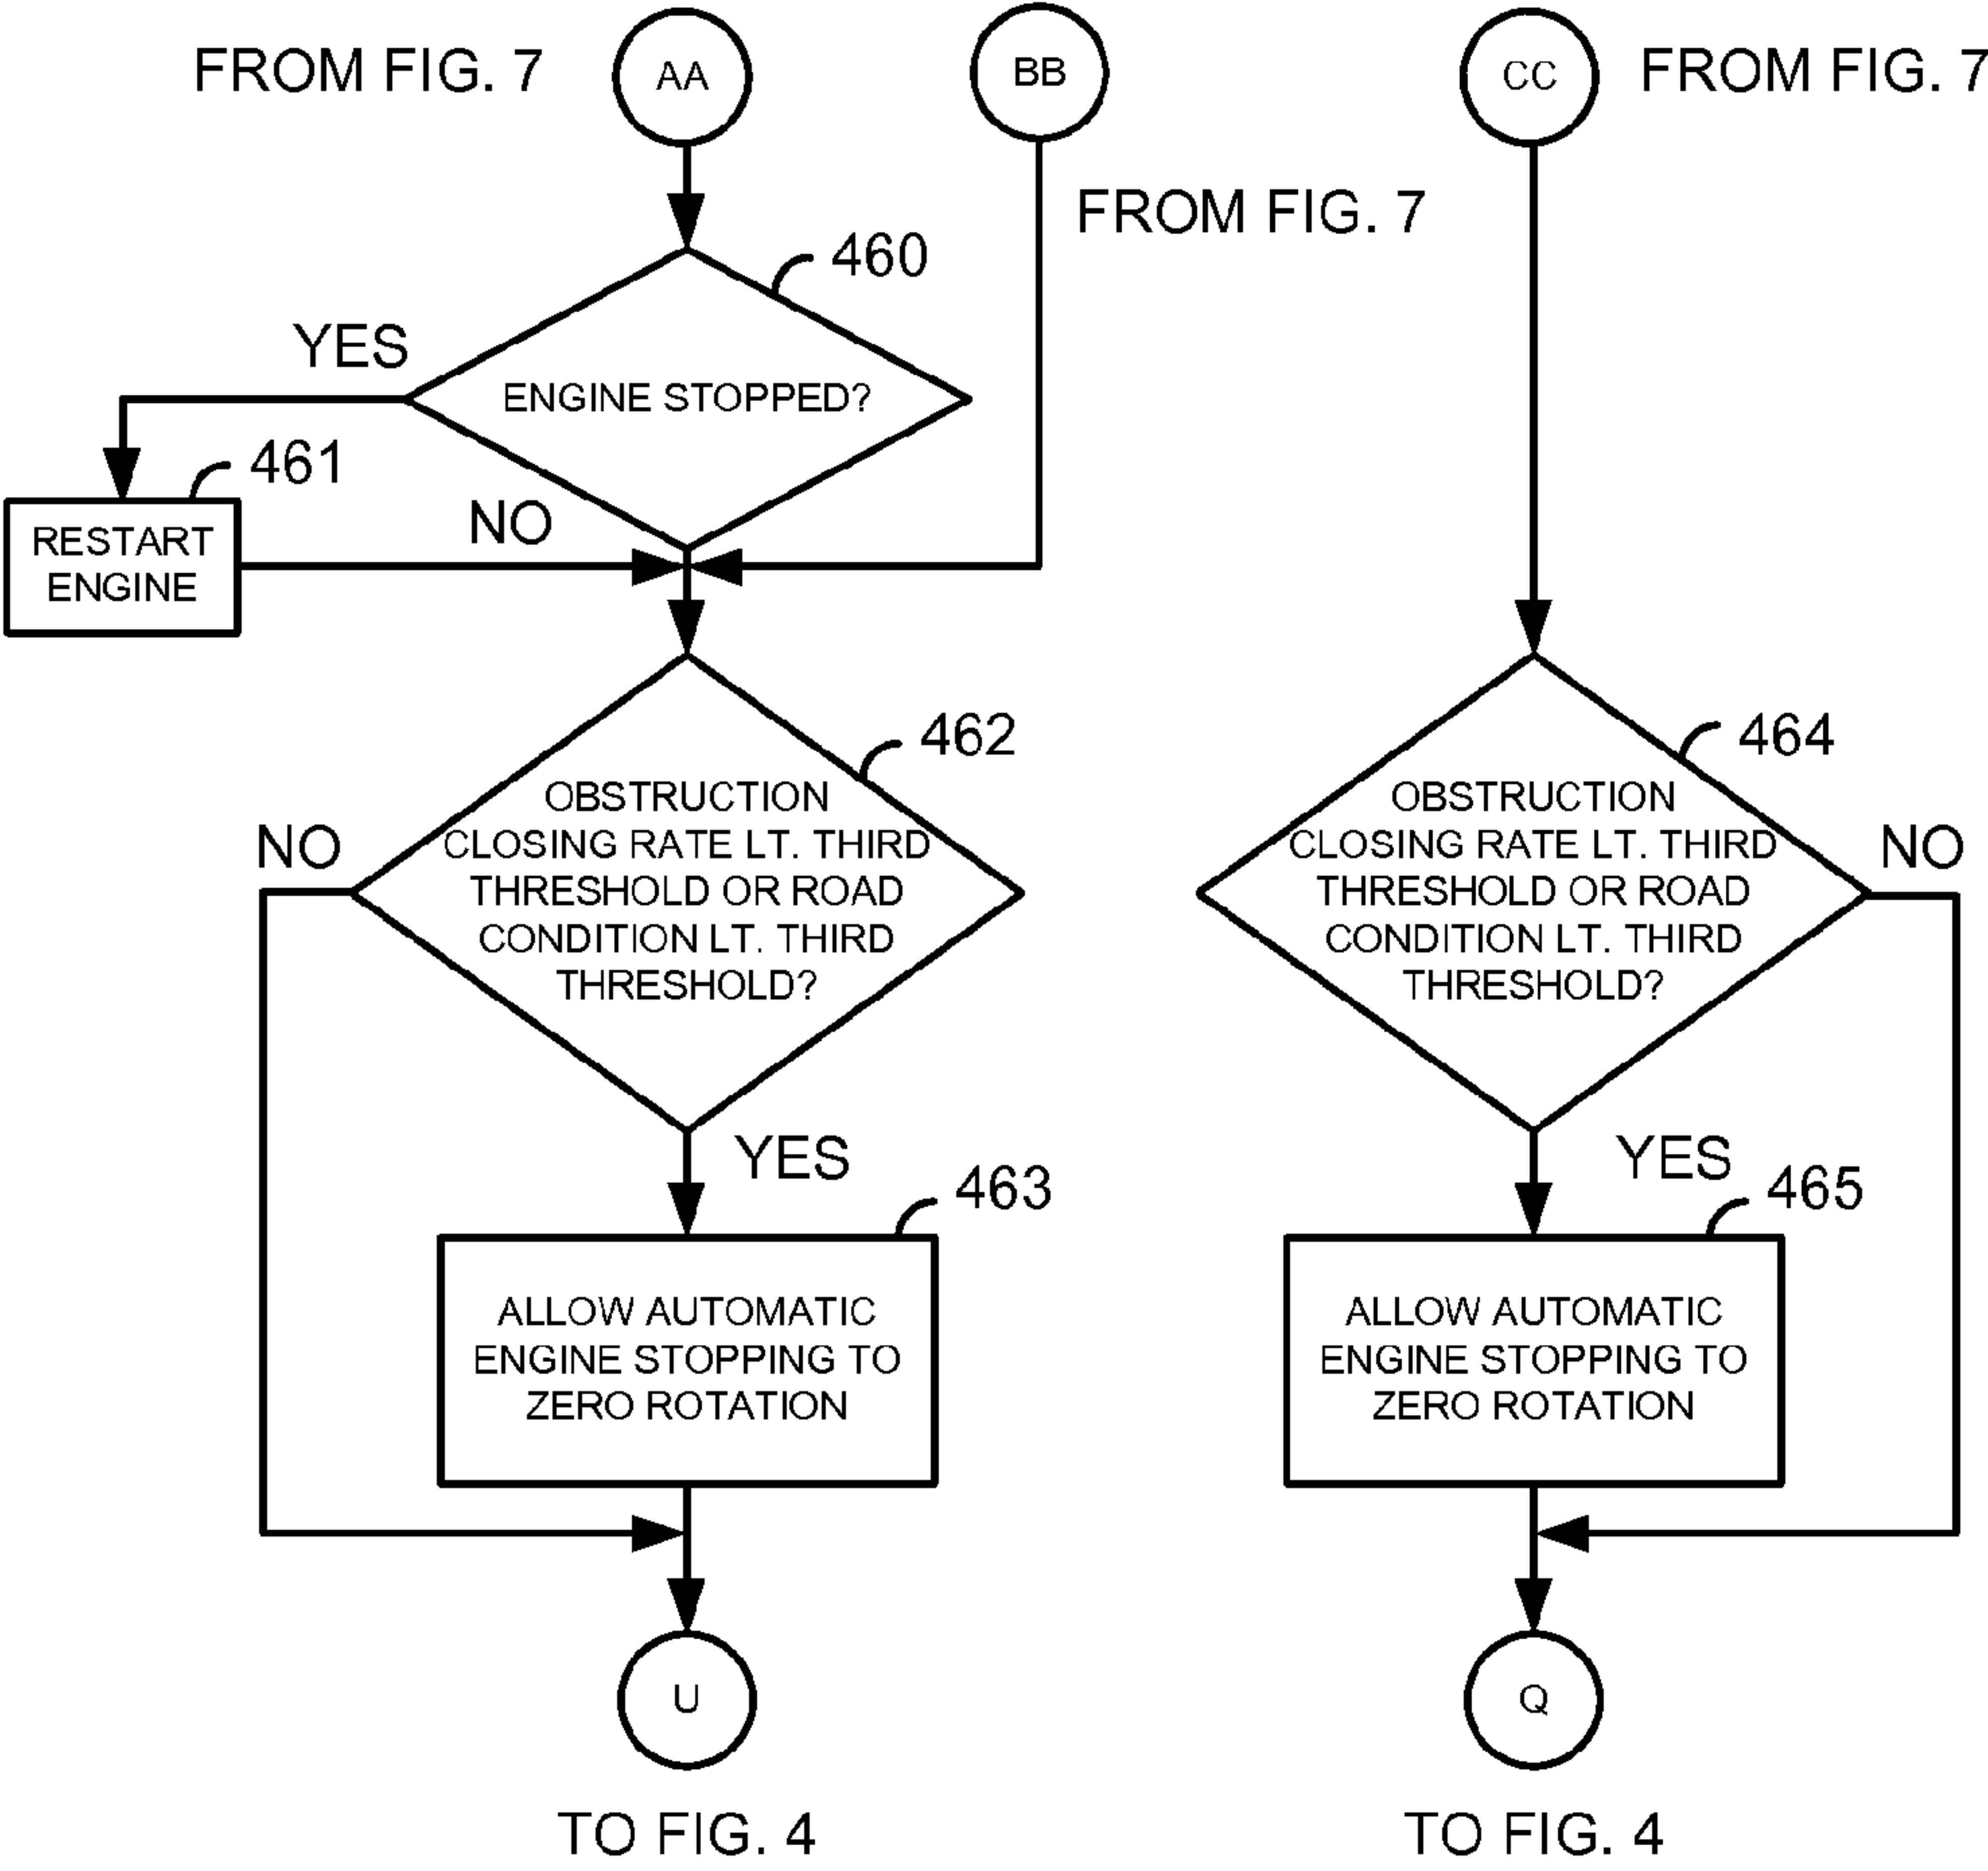 FROM FIG. 7
AA
BB
CC
FROM FIG. 7
FROM FIG. 7
460
YES
ENGINE STOPPED?
461
NO
RESTART
ENGINE
462
OBSTRUCTION
CLOSING RATE LT. THIRD
THRESHOLD OR ROAD
CONDITION LT. THIRD
THRESHOLD?
NO
YES
463
ALLOW AUTOMATIC
ENGINE STOPPING TO
ZERO ROTATION
U
TO FIG. 4
464
OBSTRUCTION
CLOSING RATE LT. THIRD
THRESHOLD OR ROAD
CONDITION LT. THIRD
THRESHOLD?
NO
YES
465
ALLOW AUTOMATIC
ENGINE STOPPING TO
ZERO ROTATION
Q
TO FIG. 4